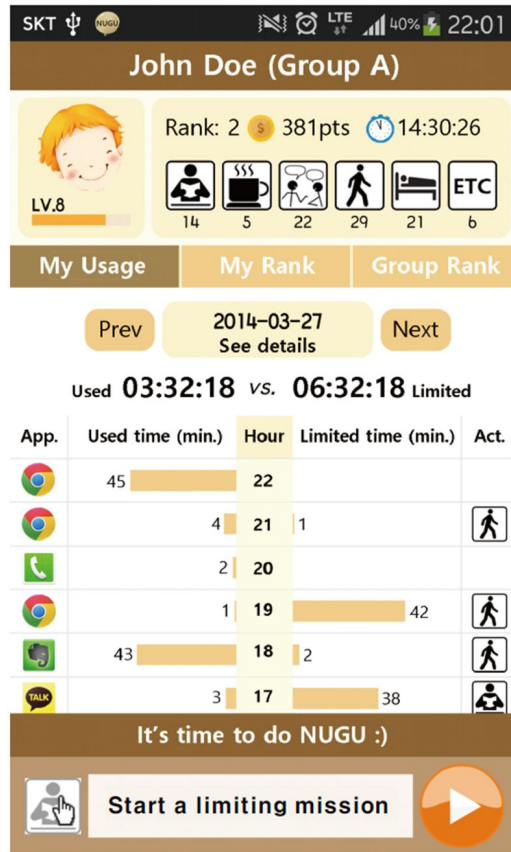 SKT NUGU LTE 40% 22:01
John Doe (Group A)
Rank: 2 $ 381pts 14:30:26
LV.8
ETC
14 5 22 29 21 6
My Usage My Rank Group Rank
Prev 2014-03-27 Next
See details
Used 03:32:18 vs. 06:32:18 Limited
App. Used time (min.) Hour Limited time (min.) Act.
45 22
4 21 1
2 20
1 19 42
43 18 2
TALK 3 17 38
It's time to do NUGU :)
Start a limiting mission